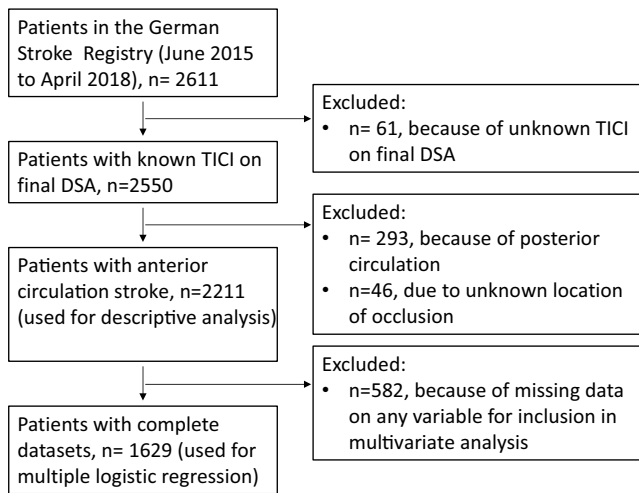 Patients in the German
Stroke Registry (June 2015
to April 2018), n= 2611
Excluded:
• n= 61, because of unknown TICI
on final DSA
Patients with known TICI on
final DSA, n=2550
Excluded:
• n= 293, because of posterior
circulation
• n=46, due to unknown location
of occlusion
Patients with anterior
circulation stroke, n=2211
(used for descriptive analysis)
Excluded:
• n=582, because of missing data
on any variable for inclusion in
multivariate analysis
Patients with complete
datasets, n= 1629 (used for
multiple logistic regression)